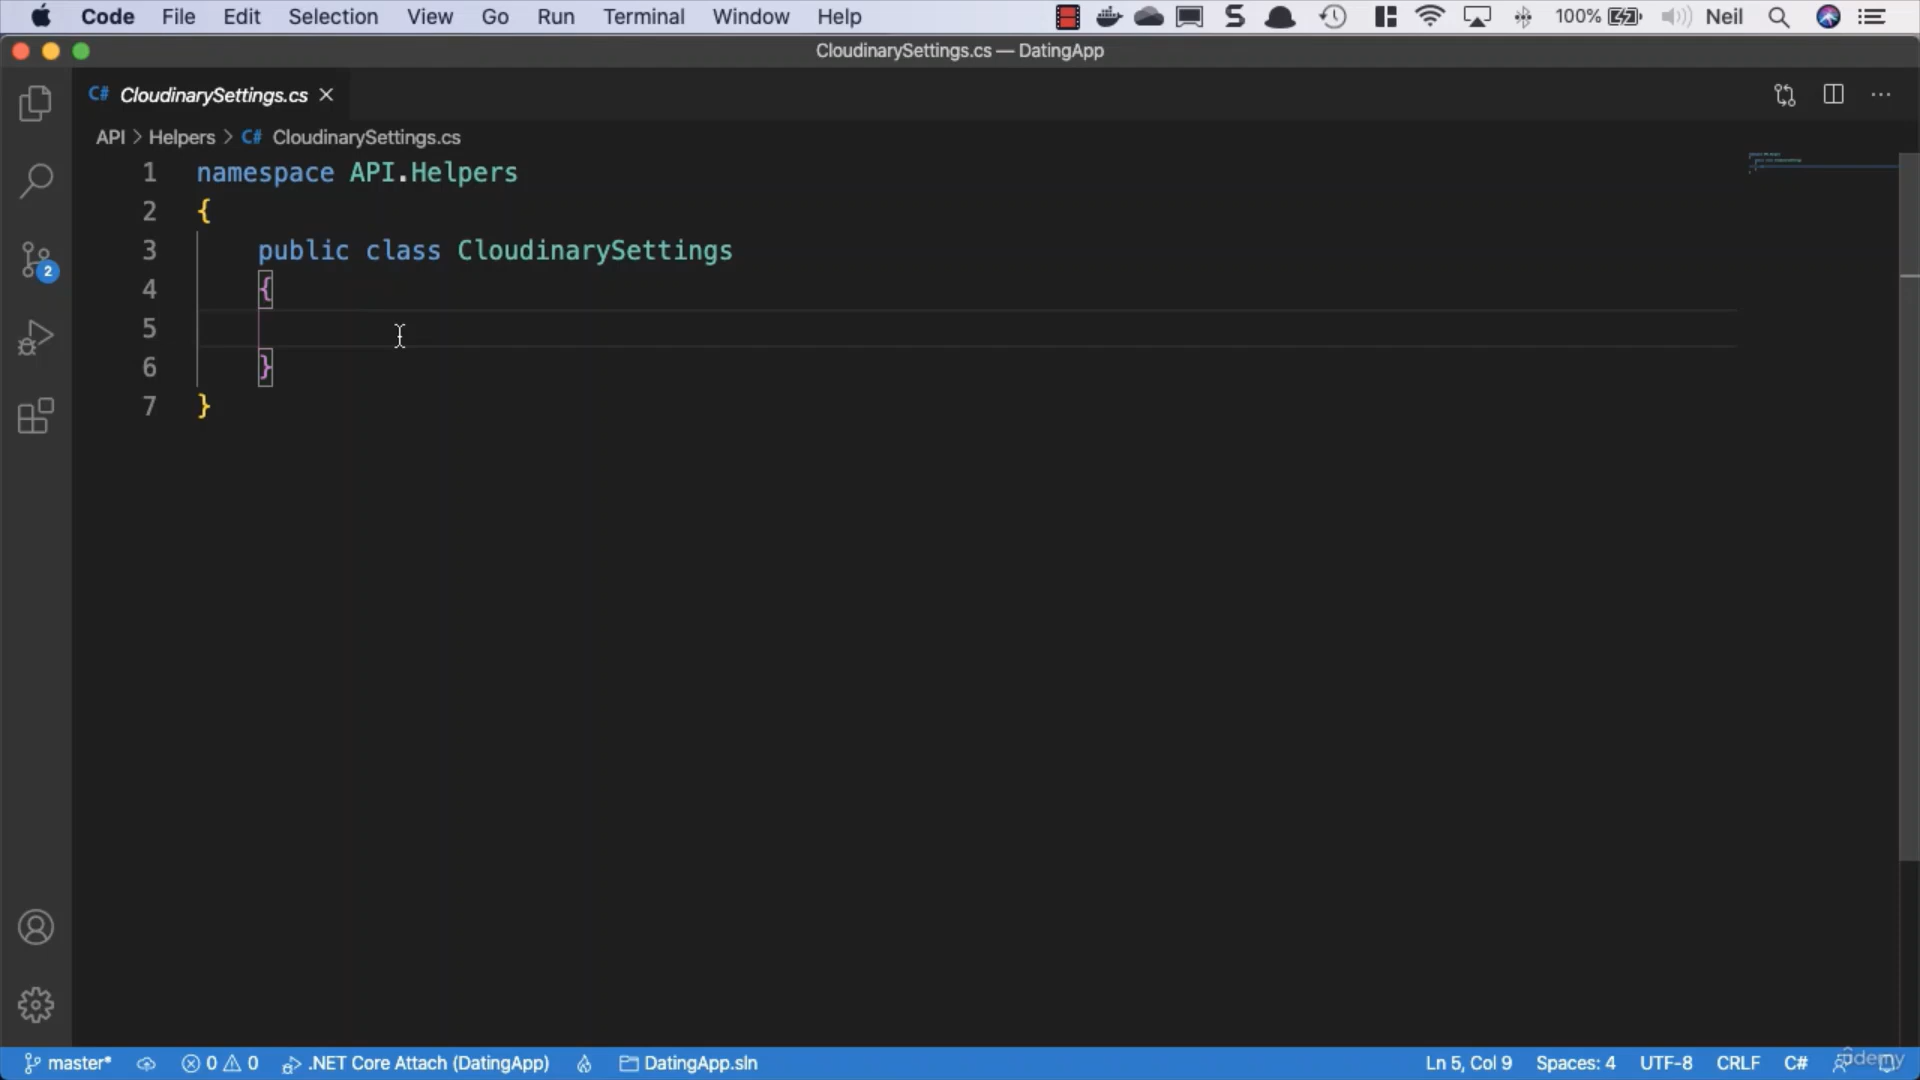 Code File Edit Selection View Go Run Terminal Window Help 100% Neil
CloudinarySettings.cs — DatingApp
C# CloudinarySettings.cs
API > Helpers > C# CloudinarySettings.cs
1 namespace API.Helpers
2 {
3 public class CloudinarySettings
4 {
5
6 }
7 }
2
master* 0 0 .NET Core Attach (DatingApp) DatingApp.sln Ln 5, Col 9 Spaces: 4 UTF-8 CRLF C#
ûdemy